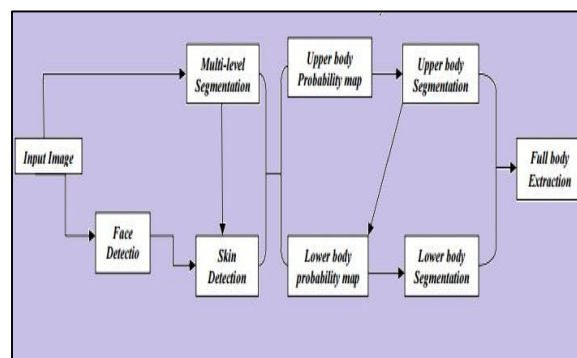 Multi-level
Segmentation
Upper body
Probability map
Upper body
Segmentation
Input Image
Full body
Extraction
Face
Detectio
Skin
Detection
Lower body
probability map
Lower body
Segmentation